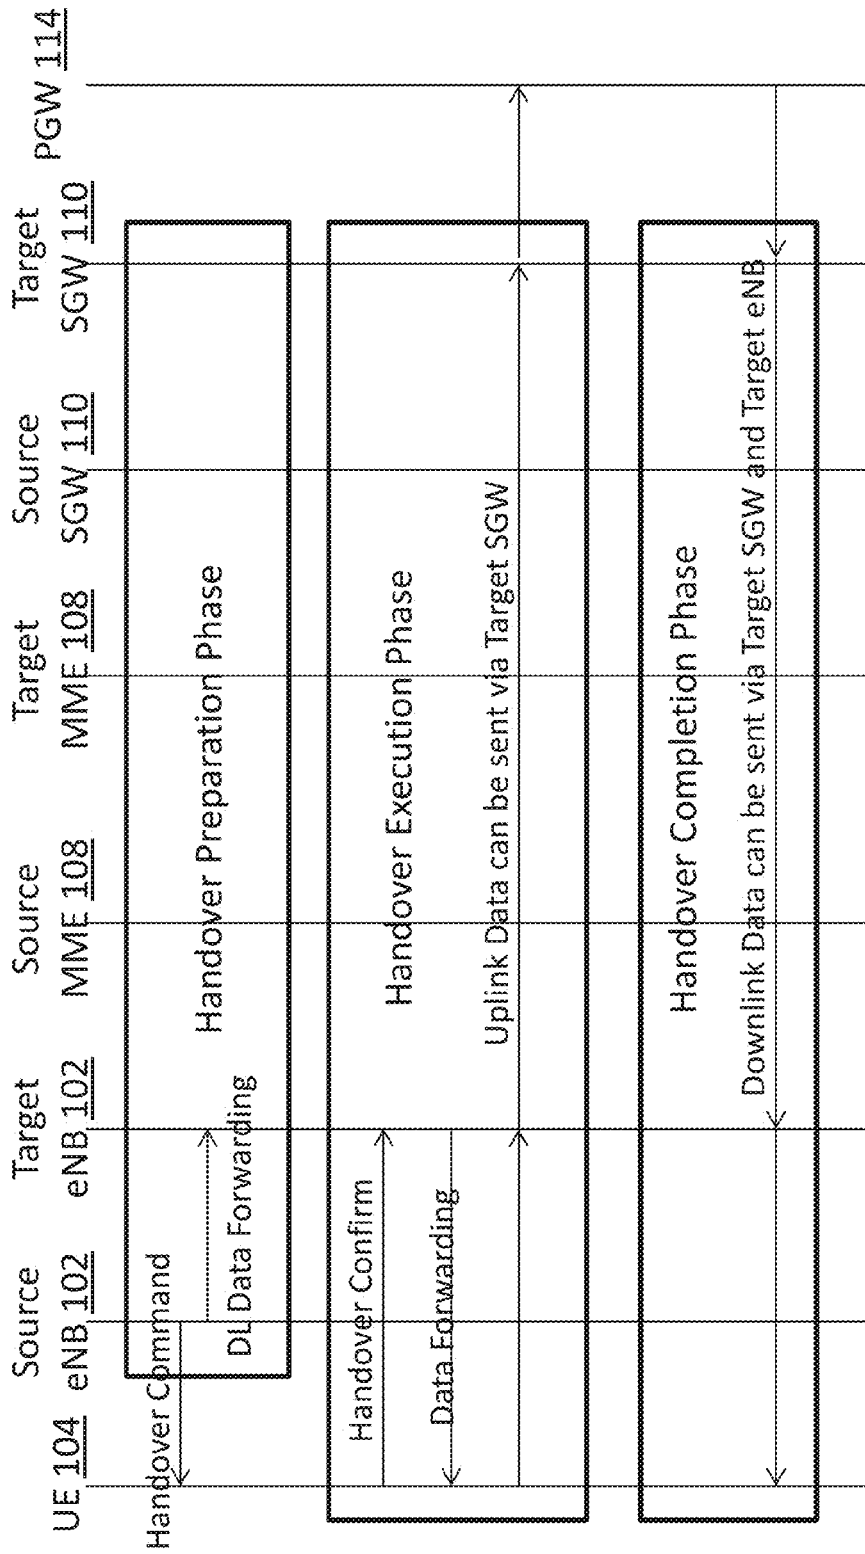 UE 104
Source
eNB 102
Target
eNB 102
Source
MME 108
Target
MME 108
Source
SGW 110
Target
SGW 110
PGW 114
Handover Command
DL Data Forwarding
Handover Preparation Phase
Handover Confirm
Data Forwarding
Handover Execution Phase
Uplink Data can be sent via Target SGW
Handover Completion Phase
Downlink Data can be sent via Target SGW and Target eNB